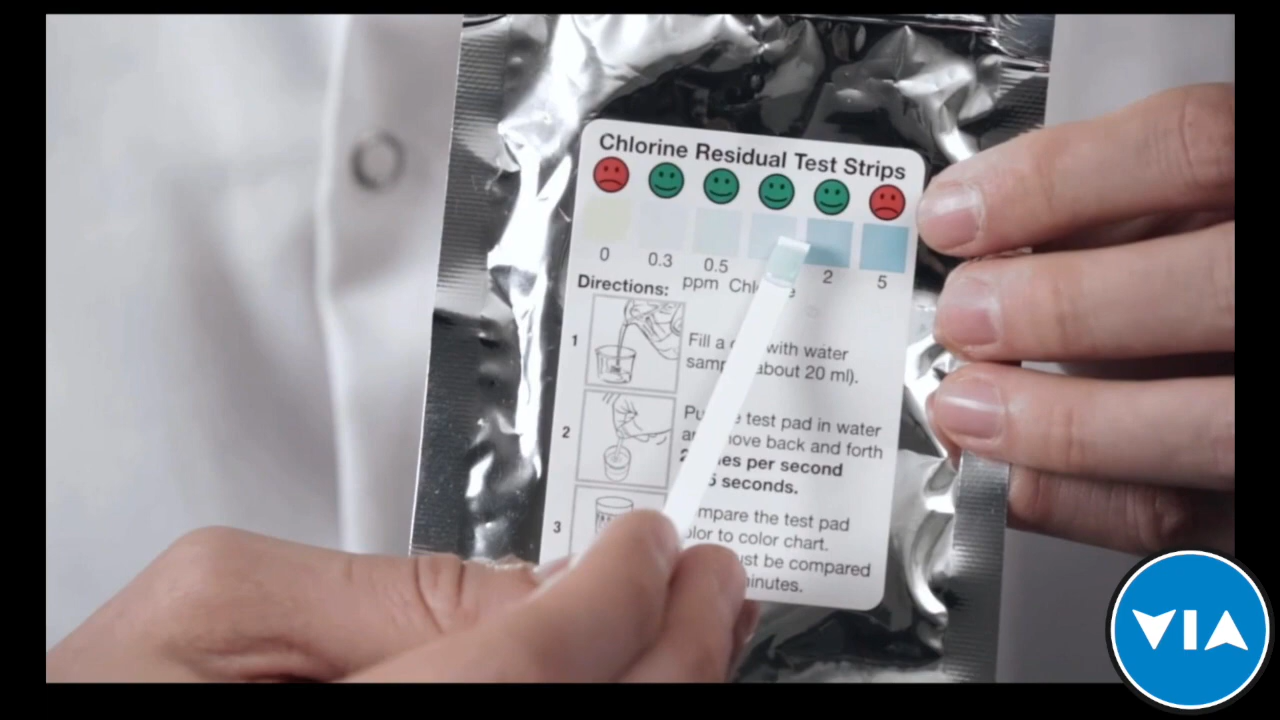 Chlorine Residual Test Strips
0 0.3 0.5 2 5
ppm
Directions:
1 Fill a with water
about 20 ml).
2 test pad in water
back and forth
per second
seconds.
3 the test pad
to color chart.
be compared
VIA